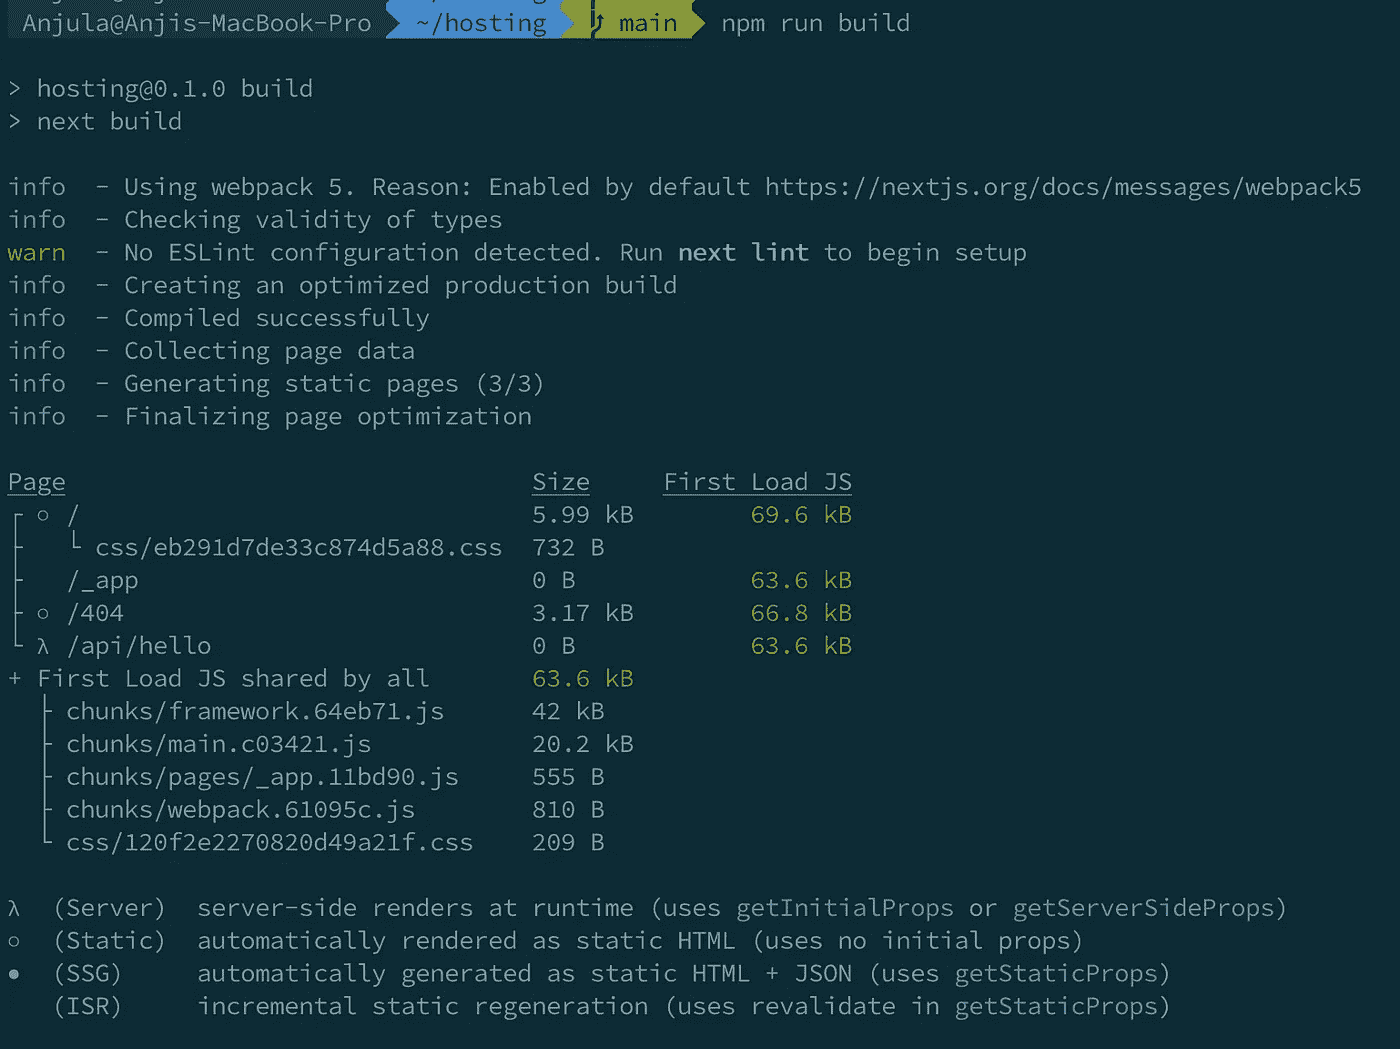 Anjula@Anjis-MacBook-Pro ~/hosting main npm run build
> hosting@0.1.0 build
> next build
info - Using webpack 5. Reason: Enabled by default https://nextjs.org/docs/messages/webpack5
info - Checking validity of types
warn - No ESLint configuration detected. Run next lint to begin setup
info - Creating an optimized production build
info - Compiled successfully
info - Collecting page data
info - Generating static pages (3/3)
info - Finalizing page optimization
Page Size First Load JS
┌ ○ / 5.99 kB 69.6 kB
├ └ css/eb291d7de33c874d5a88.css 732 B
├ /_app 0 B 63.6 kB
├ ○ /404 3.17 kB 66.8 kB
└ λ /api/hello 0 B 63.6 kB
+ First Load JS shared by all 63.6 kB
├ chunks/framework.64eb71.js 42 kB
├ chunks/main.c03421.js 20.2 kB
├ chunks/pages/_app.11bd90.js 555 B
├ chunks/webpack.61095c.js 810 B
└ css/120f2e2270820d49a21f.css 209 B
λ (Server) server-side renders at runtime (uses getInitialProps or getServerSideProps)
○ (Static) automatically rendered as static HTML (uses no initial props)
● (SSG) automatically generated as static HTML + JSON (uses getStaticProps)
(ISR) incremental static regeneration (uses revalidate in getStaticProps)